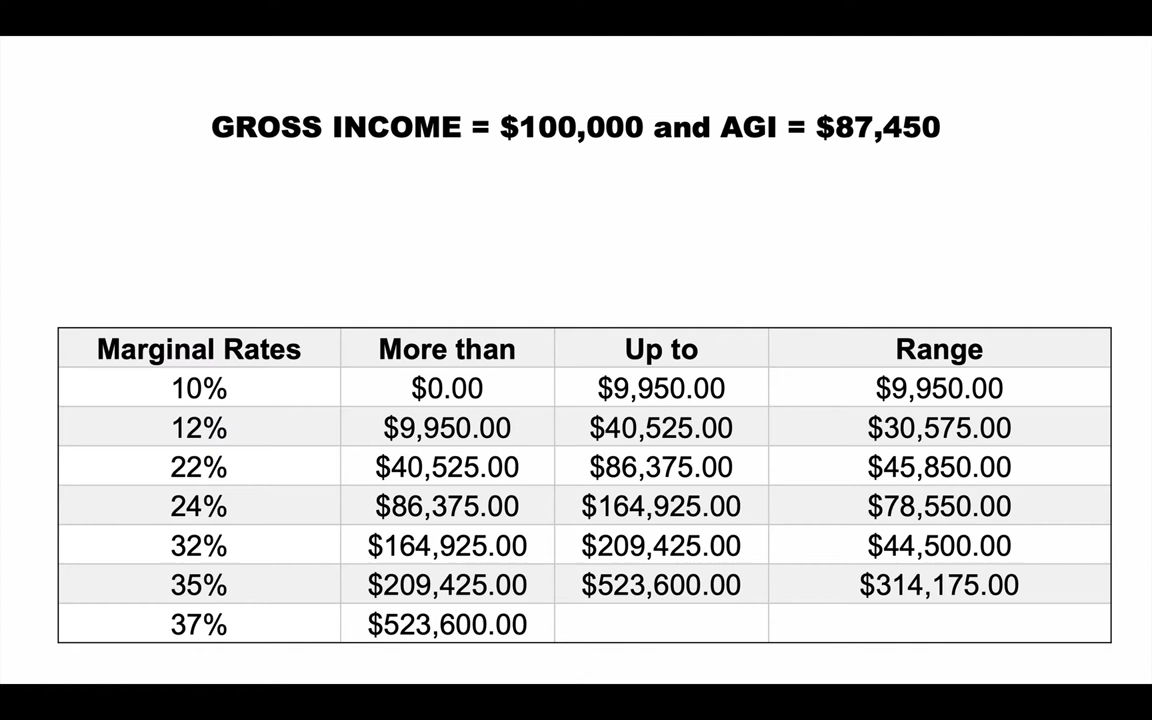 GROSS INCOME = $100,000 and AGI = $87,450
Marginal Rates More than Up to Range
10% $0.00 $9,950.00 $9,950.00
12% $9,950.00 $40,525.00 $30,575.00
22% $40,525.00 $86,375.00 $45,850.00
24% $86,375.00 $164,925.00 $78,550.00
32% $164,925.00 $209,425.00 $44,500.00
35% $209,425.00 $523,600.00 $314,175.00
37% $523,600.00